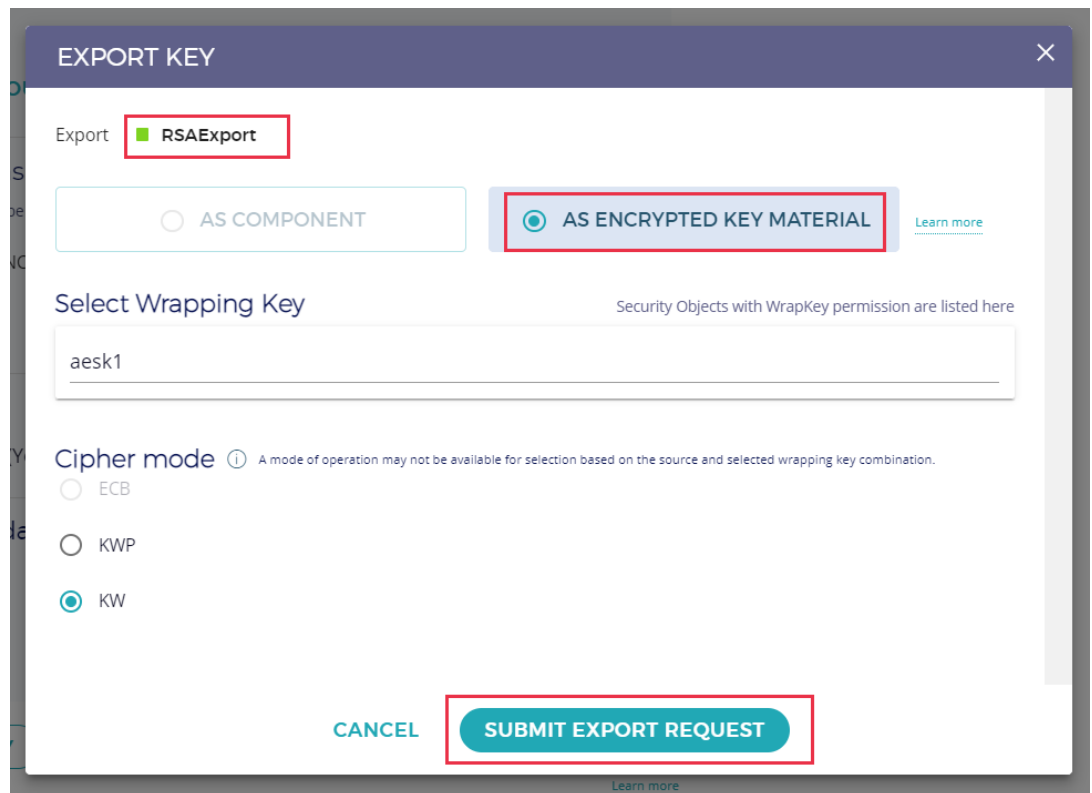 EXPORT KEY
Export RSAExport
AS COMPONENT
AS ENCRYPTED KEY MATERIAL
Learn more
Select Wrapping Key
Security Objects with WrapKey permission are listed here
aesk1
Cipher mode
A mode of operation may not be available for selection based on the source and selected wrapping key combination.
ECB
KWP
KW
CANCEL
SUBMIT EXPORT REQUEST
Learn more